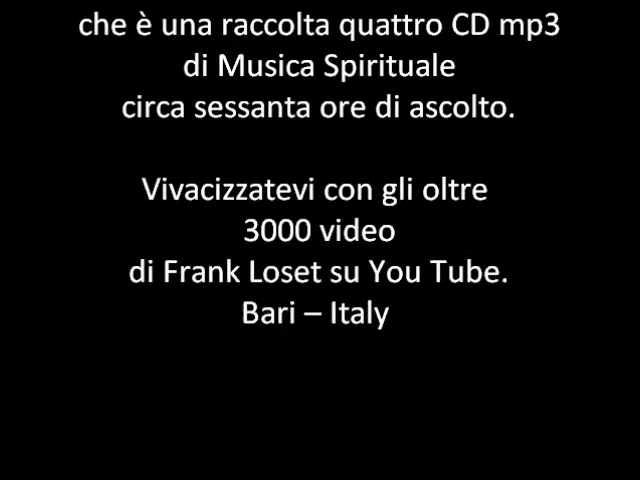 che è una raccolta quattro CD mp3
di Musica Spirituale
circa sessanta ore di ascolto.
Vivacizzatevi con gli oltre
3000 video
di Frank Loset su You Tube.
Bari – Italy